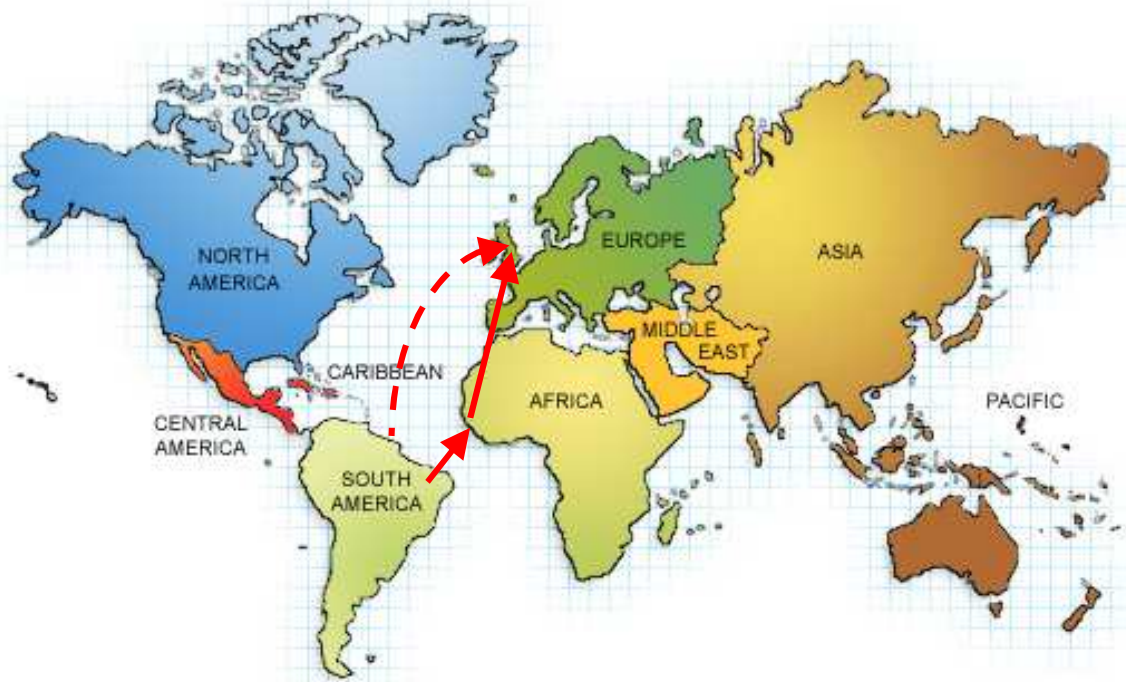 NORTH
AMERICA
EUROPE
ASIA
MIDDLE
EAST
CARIBBEAN
AFRICA
PACIFIC
CENTRAL
AMERICA
SOUTH
AMERICA